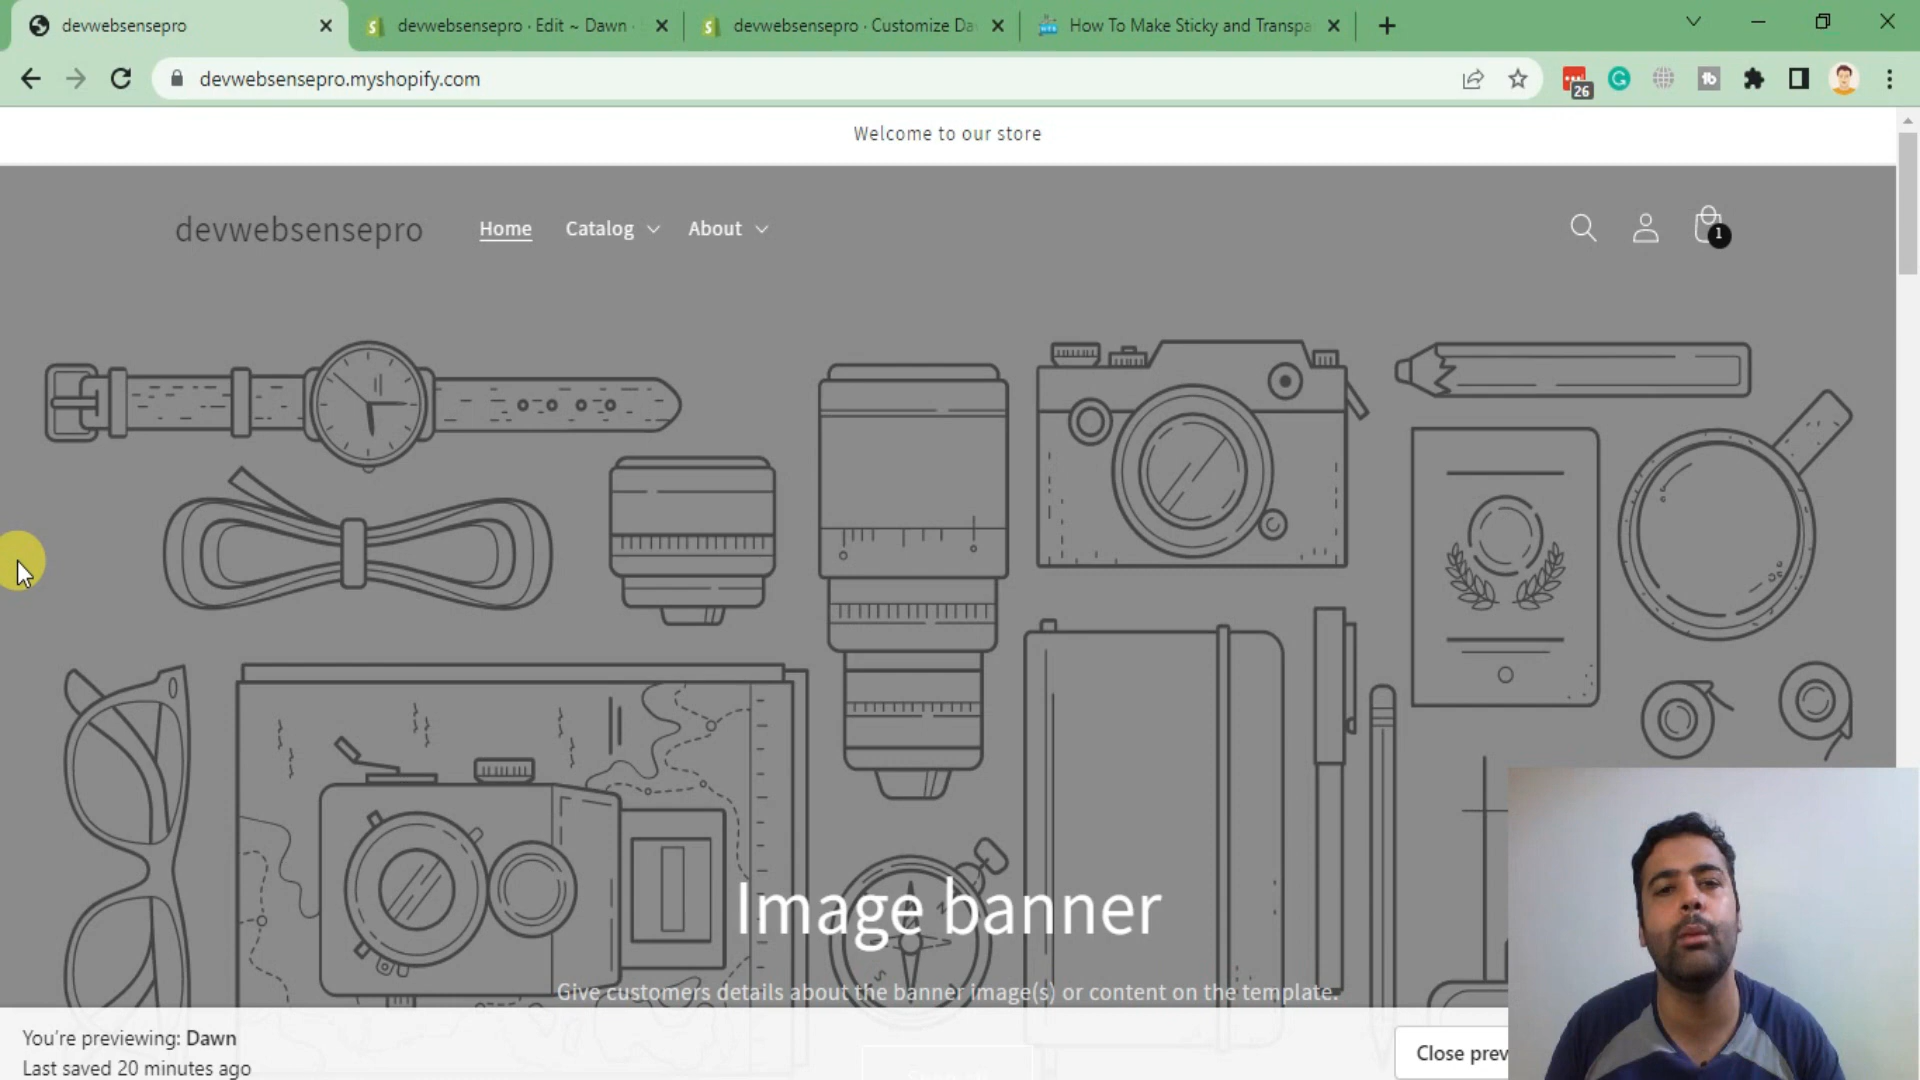 devwebsensepro
devwebsensepro · Edit ~ Dawn ·
devwebsensepro · Customize Da
How To Make Sticky and Transpa
devwebsensepro.myshopify.com
26
Welcome to our store
devwebsensepro
Home
Catalog
About
1
Image banner
Give customers details about the banner image(s) or content on the template.
You're previewing: Dawn
Last saved 20 minutes ago
Close prev